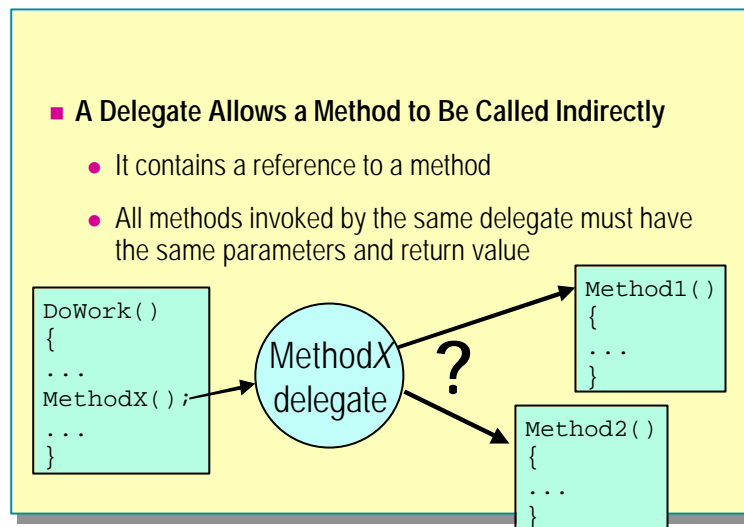 A Delegate Allows a Method to Be Called Indirectly
It contains a reference to a method
All methods invoked by the same delegate must have
the same parameters and return value
DoWork()
{
...
MethodX();
...
}
MethodX
delegate
?
Method1()
{
...
}
Method2()
{
...
}